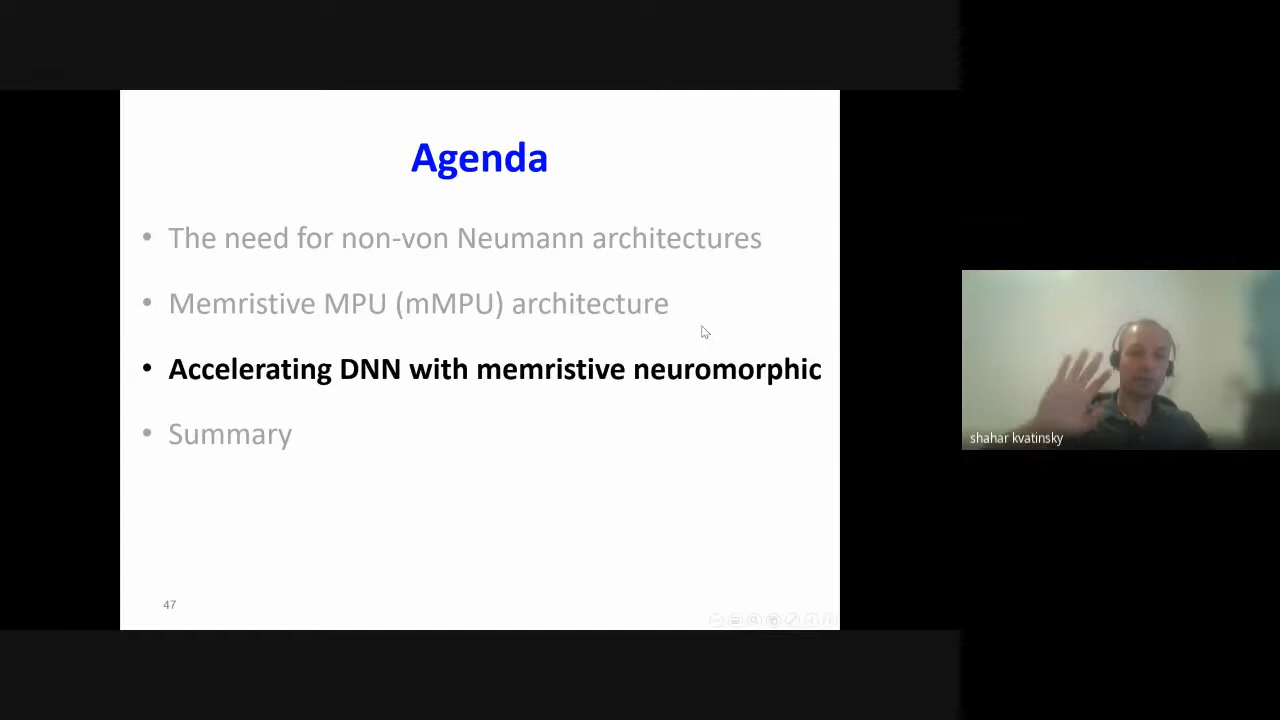 Agenda
• The need for non-von Neumann architectures
• Memristive MPU (mMPU) architecture
• Accelerating DNN with memristive neuromorphic
• Summary
47
shahar kvatinsky